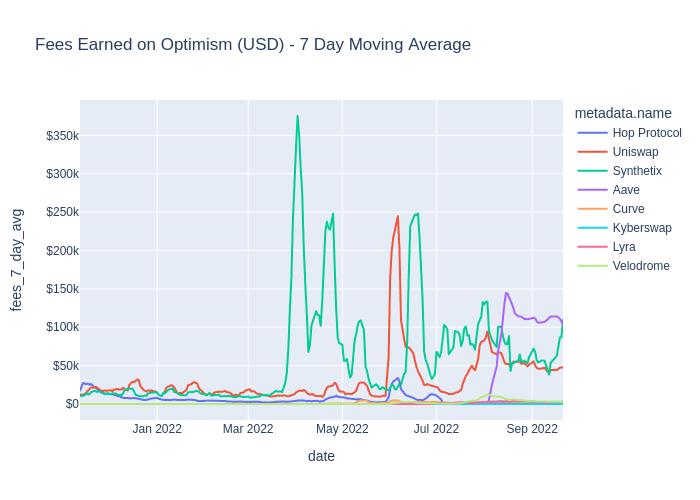 Fees Earned on Optimism (USD) - 7 Day Moving Average
metadata.name
Hop Protocol
Uniswap
Synthetix
Aave
Curve
Kyberswap
Lyra
Velodrome
fees_7_day_avg
$350k
$300k
$250k
$200k
$150k
$100k
$50k
$0
Jan 2022
Mar 2022
May 2022
Jul 2022
Sep 2022
date